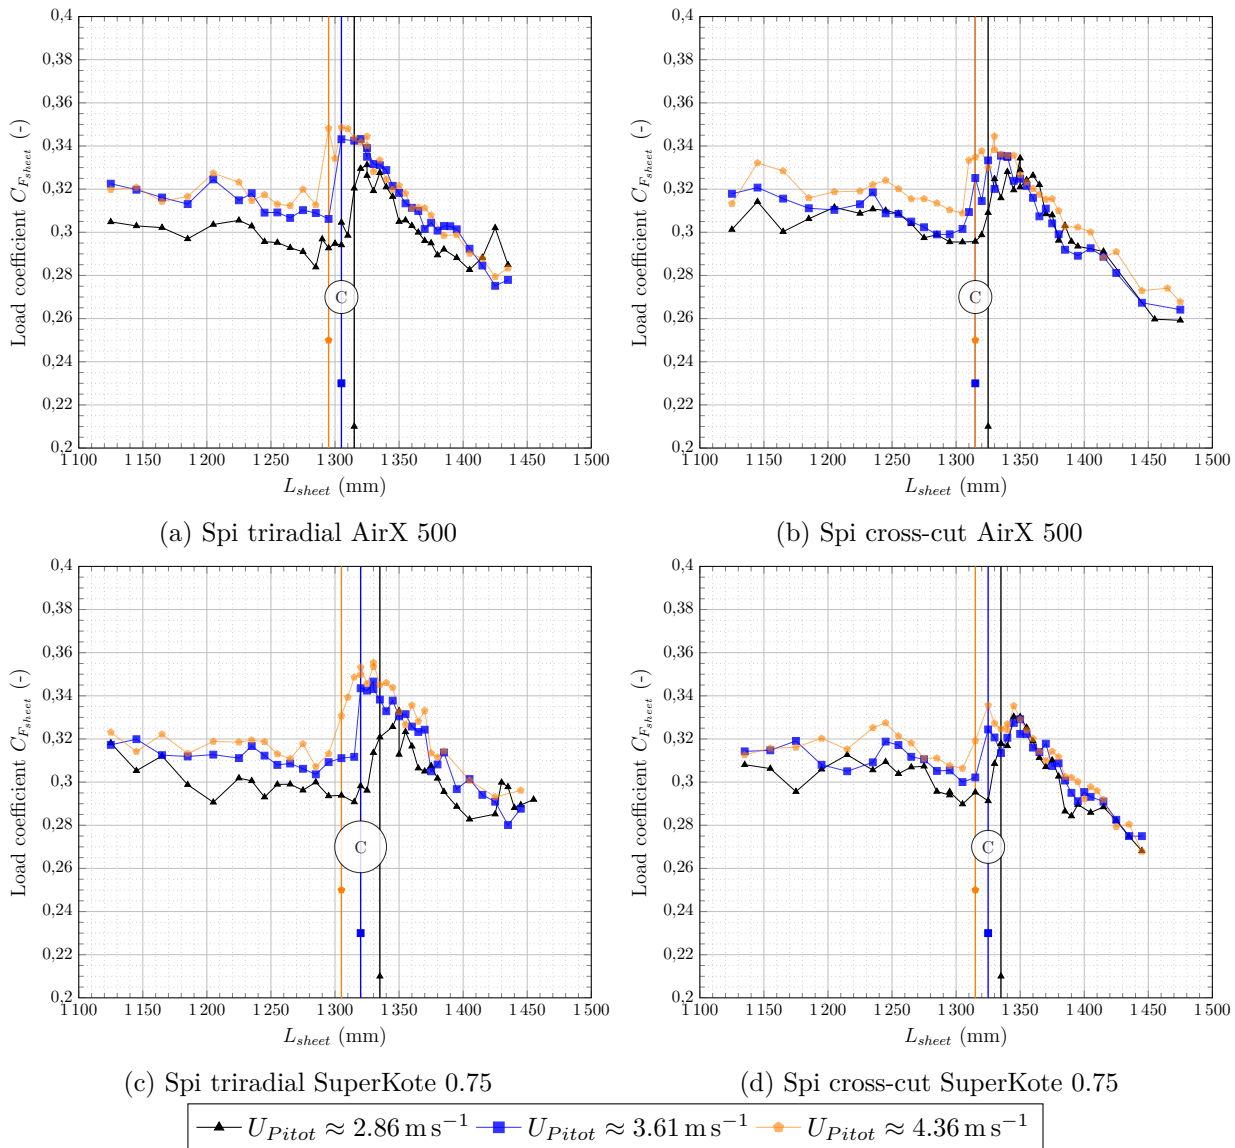 0,4
0,38
0,36
0,34
0,32
0,3
0,28
0,26
0,24
0,22
0,2
Load coefficient C_{F_{sheet}} (-)
C
1 100 1 150 1 200 1 250 1 300 1 350 1 400 1 450 1 500
L_{sheet} (mm)
(a) Spi triradial AirX 500
0,4
0,38
0,36
0,34
0,32
0,3
0,28
0,26
0,24
0,22
0,2
Load coefficient C_{F_{sheet}} (-)
C
1 100 1 150 1 200 1 250 1 300 1 350 1 400 1 450 1 500
L_{sheet} (mm)
(b) Spi cross-cut AirX 500
0,4
0,38
0,36
0,34
0,32
0,3
0,28
0,26
0,24
0,22
0,2
Load coefficient C_{F_{sheet}} (-)
C
1 100 1 150 1 200 1 250 1 300 1 350 1 400 1 450 1 500
L_{sheet} (mm)
(c) Spi triradial SuperKote 0.75
0,4
0,38
0,36
0,34
0,32
0,3
0,28
0,26
0,24
0,22
0,2
Load coefficient C_{F_{sheet}} (-)
C
1 100 1 150 1 200 1 250 1 300 1 350 1 400 1 450 1 500
L_{sheet} (mm)
(d) Spi cross-cut SuperKote 0.75
U_{Pitot} ≈ 2.86 m s⁻¹ U_{Pitot} ≈ 3.61 m s⁻¹ U_{Pitot} ≈ 4.36 m s⁻¹